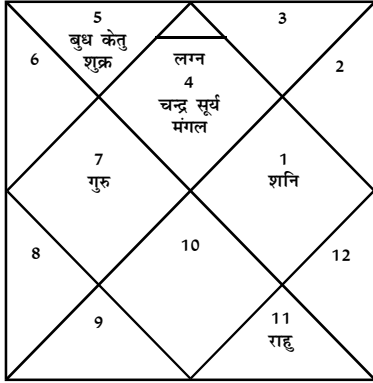 5
बुध केतु
शुक्र
3
6
लग्न
4
चन्द्र सूर्य
मंगल
2
7
गुरु
1
शनि
8
10
12
9
11
राहु